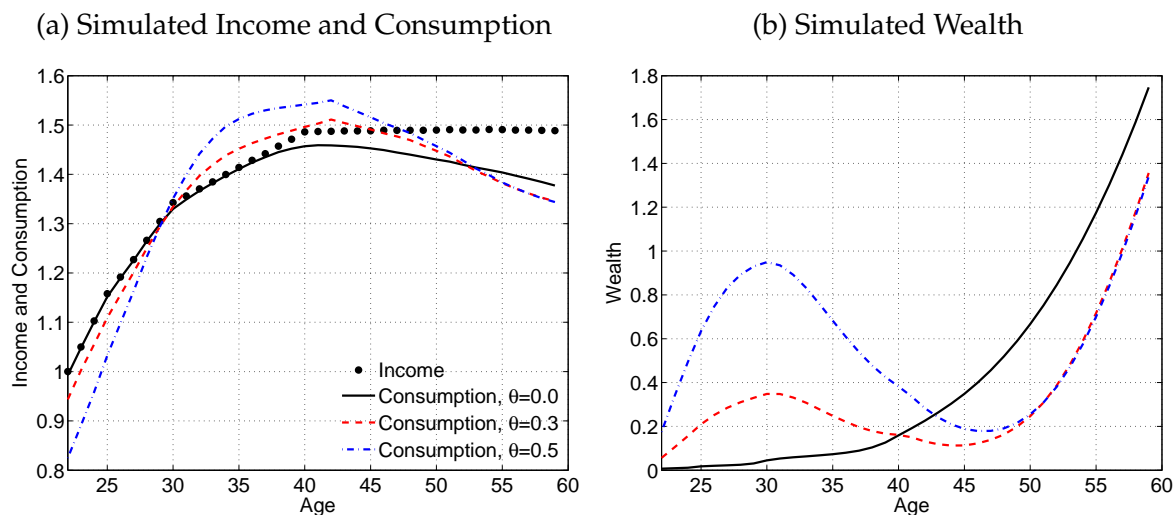 (a) Simulated Income and Consumption
1.6
1.5
1.4
1.3
1.2
1.1
1
0.9
0.8
Income and Consumption
Income
Consumption, θ=0.0
Consumption, θ=0.3
Consumption, θ=0.5
25 30 35 40 45 50 55 60
Age
(b) Simulated Wealth
1.8
1.6
1.4
1.2
1
0.8
0.6
0.4
0.2
0
Wealth
25 30 35 40 45 50 55 60
Age